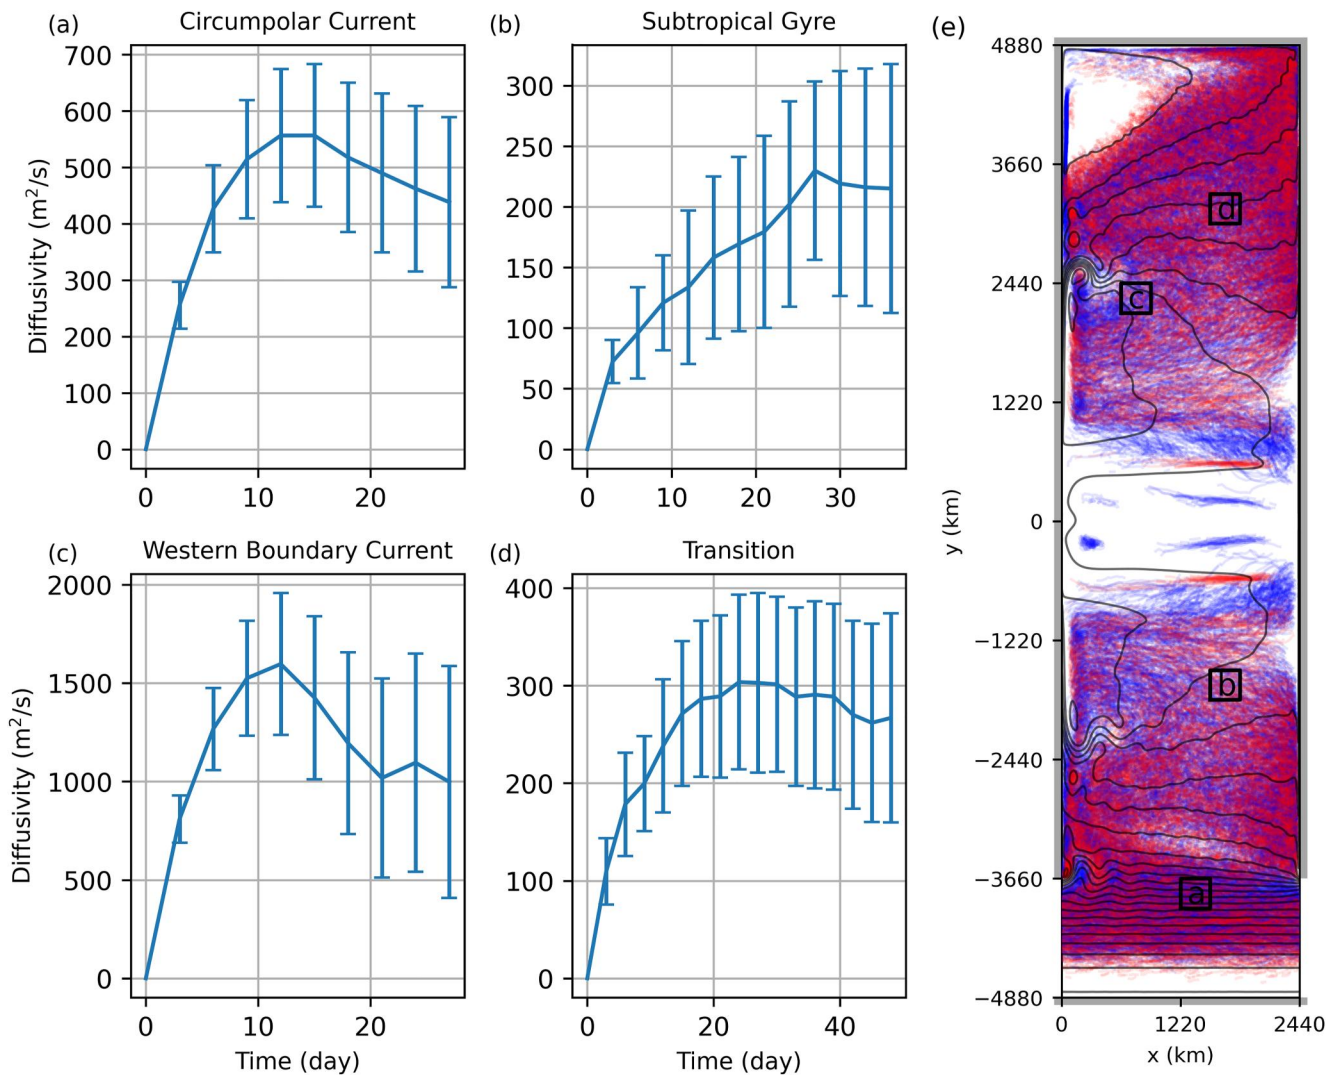 (a) Circumpolar Current
Diffusivity (m²/s)
700
600
500
400
300
200
100
0
0 10 20
(b) Subtropical Gyre
300
250
200
150
100
50
0
0 10 20 30
(c) Western Boundary Current
Diffusivity (m²/s)
2000
1500
1000
500
0
0 10 20
Time (day)
(d) Transition
400
300
200
100
0
0 20 40
Time (day)
(e)
y (km)
4880
3660
2440
1220
0
−1220
−2440
−3660
−4880
d
c
b
a
0 1220 2440
x (km)